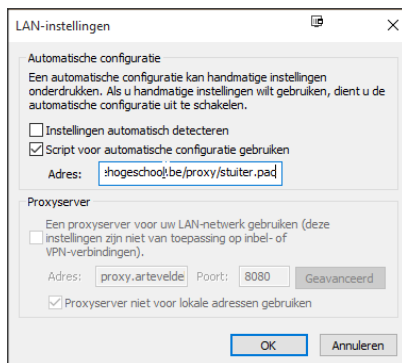 LAN-instellingen
Automatische configuratie
Een automatische configuratie kan handmatige instellingen
onderdrukken. Als u handmatige instellingen wilt gebruiken, dient u de
automatische configuratie uit te schakelen.
Instellingen automatisch detecteren
Script voor automatische configuratie gebruiken
Adres: :hogeschool.be/proxy/stuiter.pac
Proxyserver
Een proxyserver voor uw LAN-netwerk gebruiken (deze
instellingen zijn niet van toepassing op inbel- of
VPN-verbindingen).
Adres: proxy.artevelde Poort: 8080 Geavanceerd
Proxyserver niet voor lokale adressen gebruiken
OK Annuleren